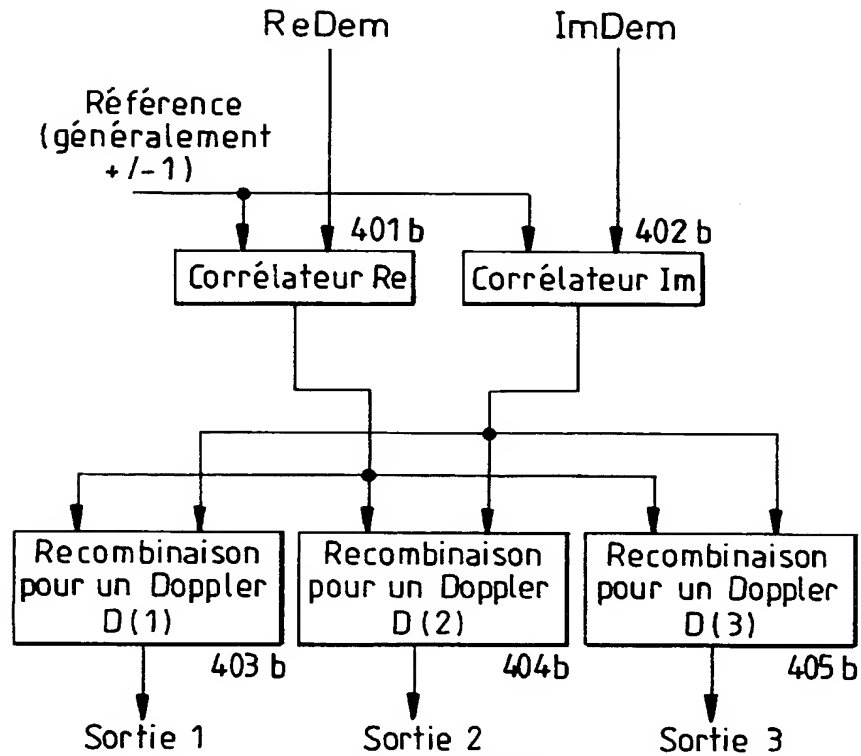 ReDem
ImDem
Référence
(généralement
+/-1)
401b
402b
Corrélateur Re
Corrélateur Im
Recombinaison
pour un Doppler
D(1)
Recombinaison
pour un Doppler
D(2)
Recombinaison
pour un Doppler
D(3)
403b
404b
405b
Sortie 1
Sortie 2
Sortie 3